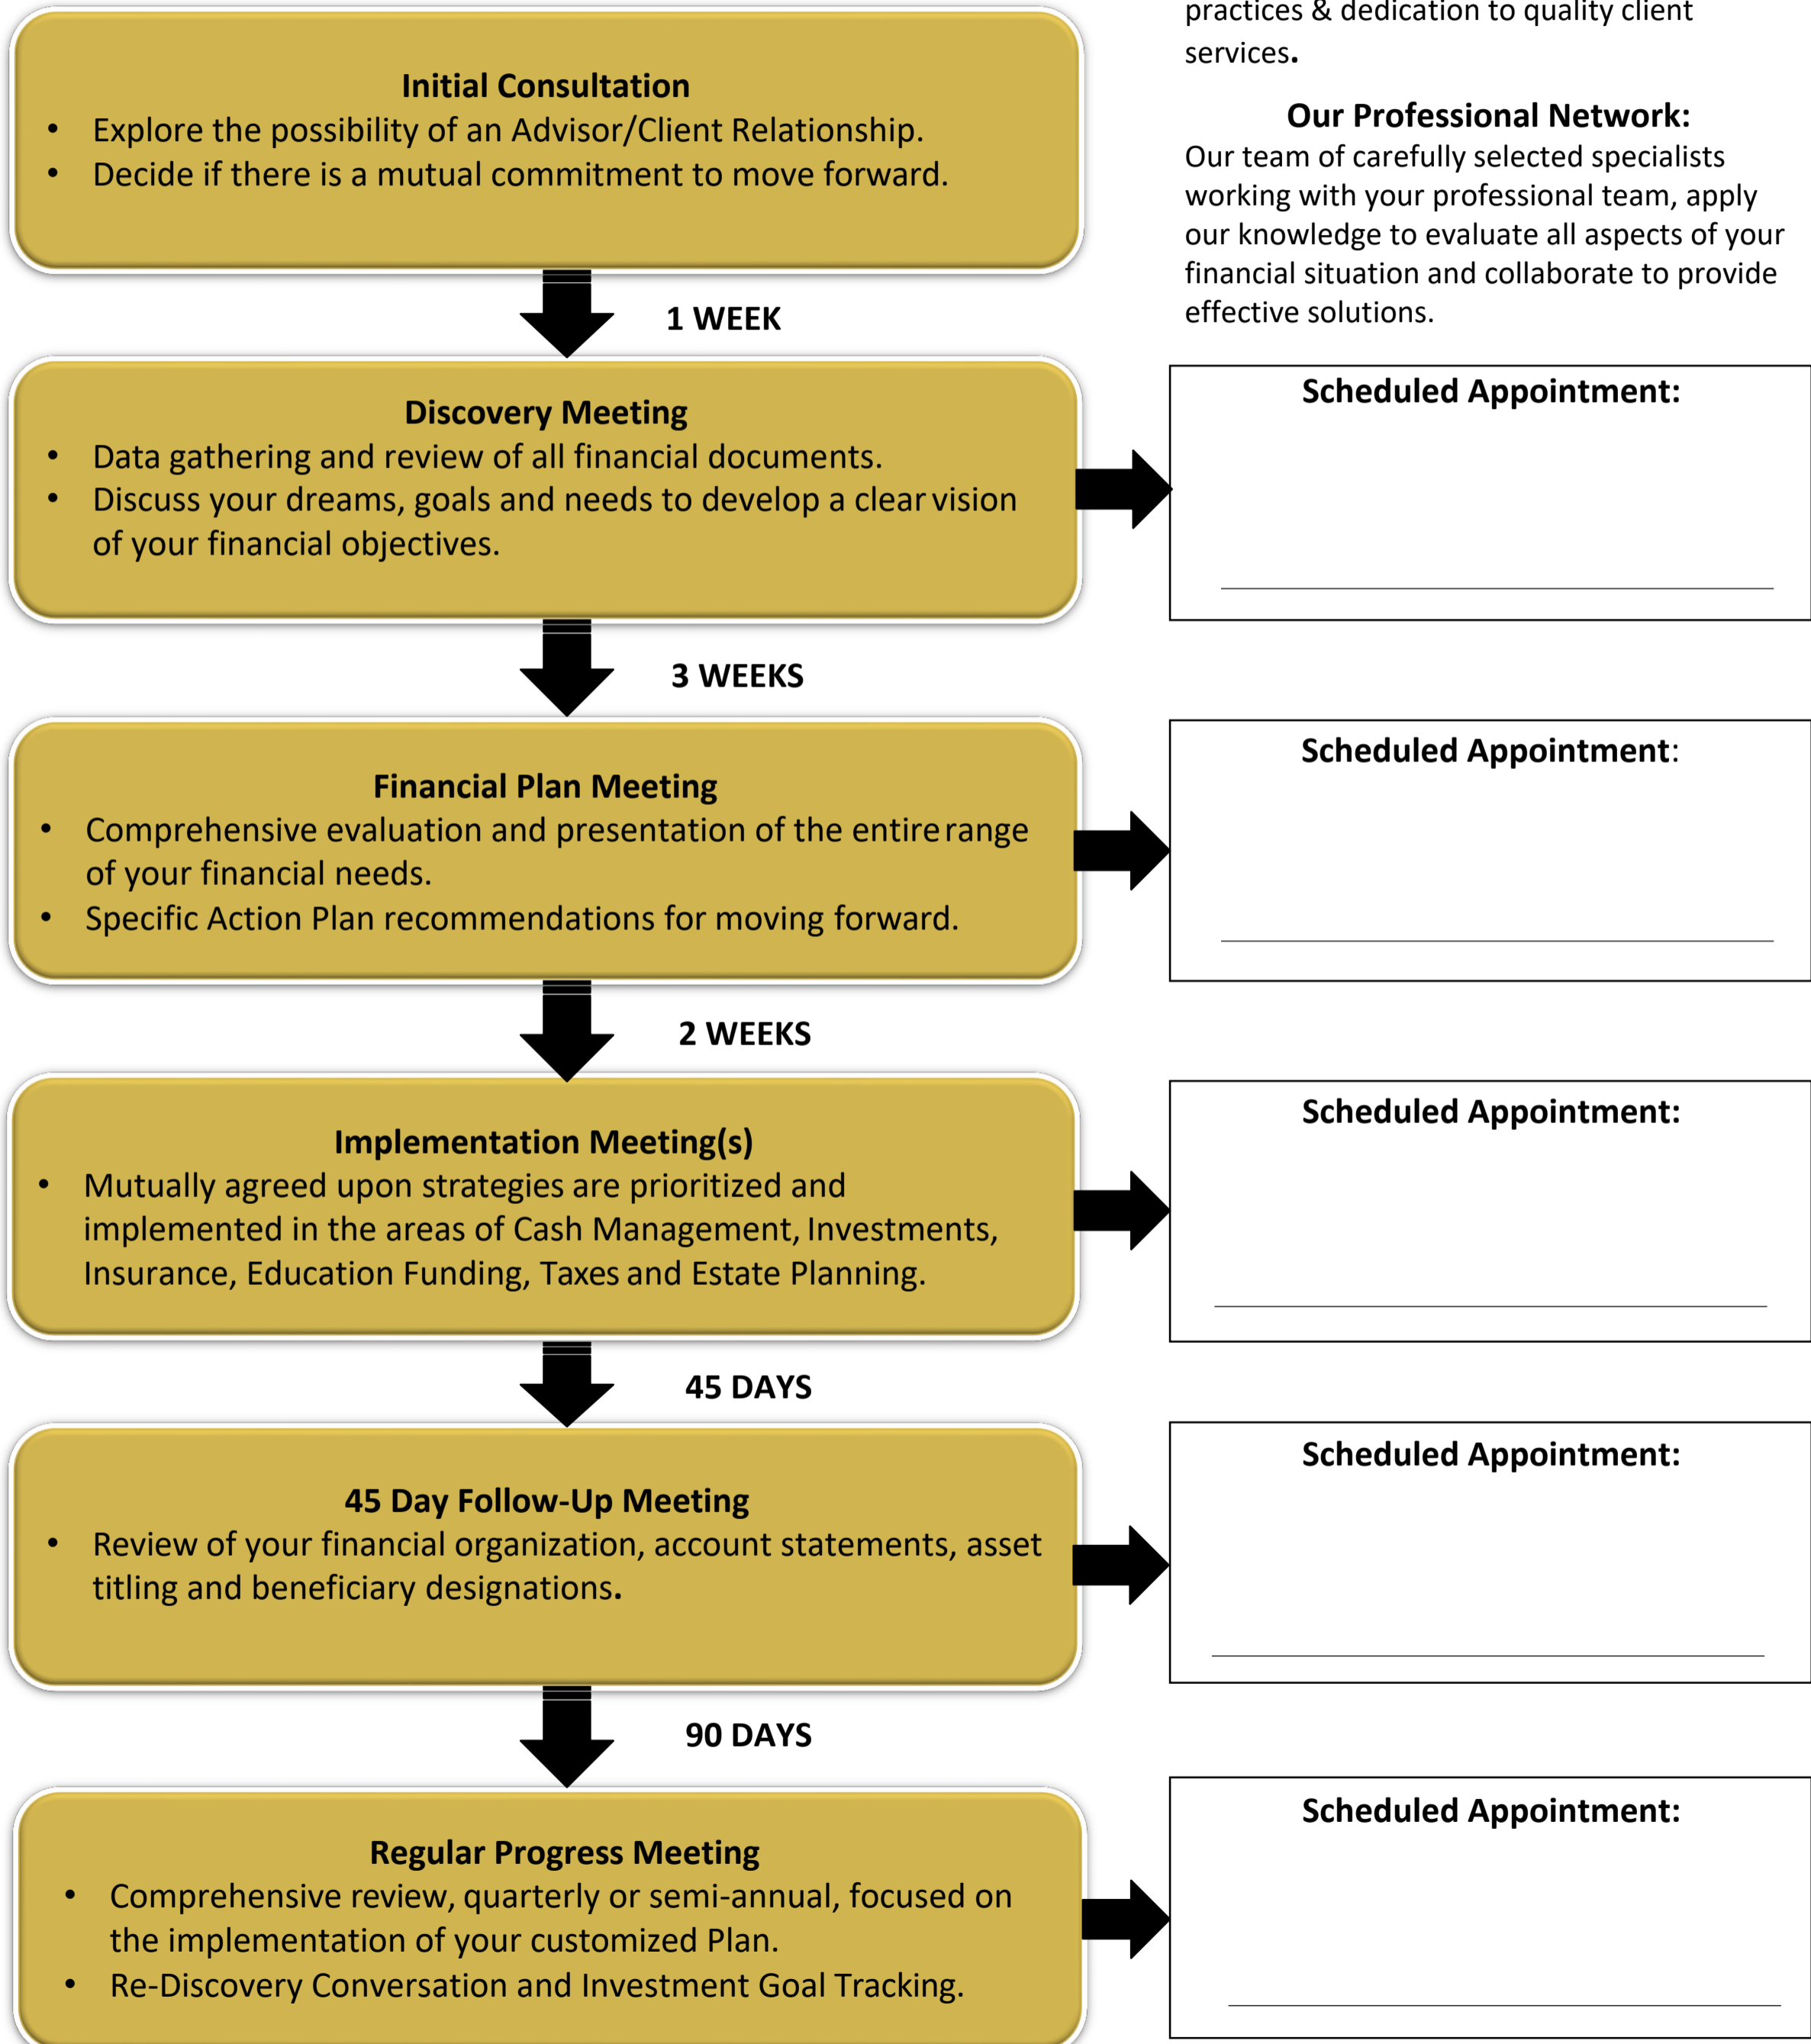 practices & dedication to quality client
services.
Our Professional Network:
Our team of carefully selected specialists
working with your professional team, apply
our knowledge to evaluate all aspects of your
financial situation and collaborate to provide
effective solutions.
Initial Consultation
• Explore the possibility of an Advisor/Client Relationship.
• Decide if there is a mutual commitment to move forward.
1 WEEK
Discovery Meeting
• Data gathering and review of all financial documents.
• Discuss your dreams, goals and needs to develop a clear vision
of your financial objectives.
Scheduled Appointment:
3 WEEKS
Financial Plan Meeting
• Comprehensive evaluation and presentation of the entire range
of your financial needs.
• Specific Action Plan recommendations for moving forward.
Scheduled Appointment:
2 WEEKS
Implementation Meeting(s)
• Mutually agreed upon strategies are prioritized and
implemented in the areas of Cash Management, Investments,
Insurance, Education Funding, Taxes and Estate Planning.
Scheduled Appointment:
45 DAYS
45 Day Follow-Up Meeting
• Review of your financial organization, account statements, asset
titling and beneficiary designations.
Scheduled Appointment:
90 DAYS
Regular Progress Meeting
• Comprehensive review, quarterly or semi-annual, focused on
the implementation of your customized Plan.
• Re-Discovery Conversation and Investment Goal Tracking.
Scheduled Appointment: